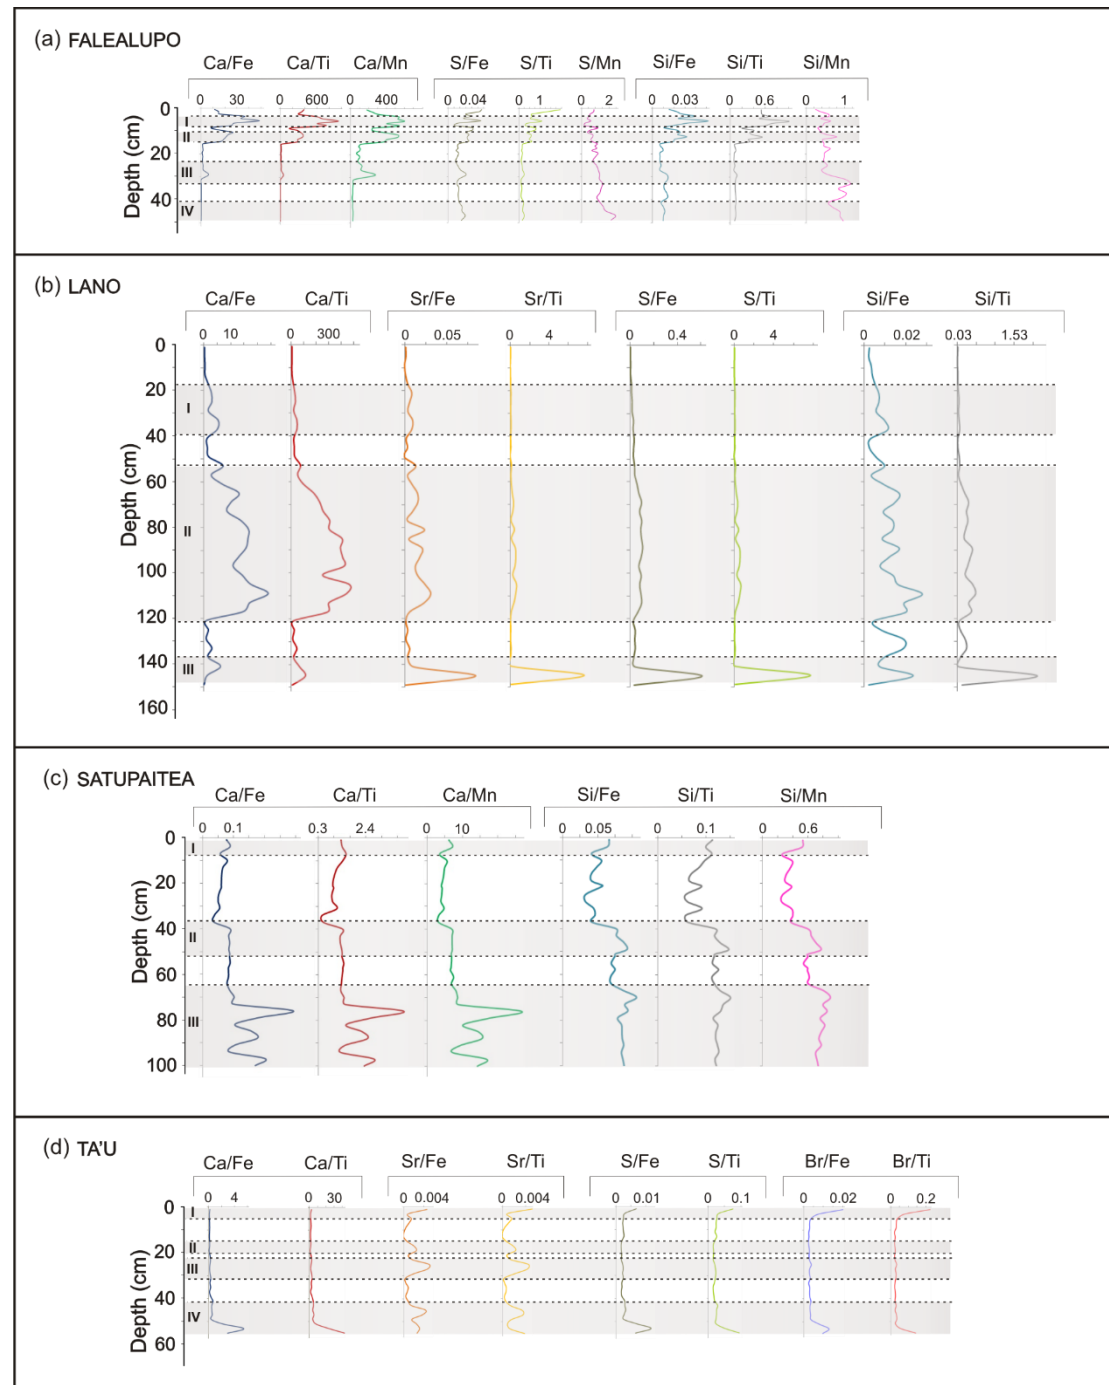 (a) FALEALUPO
Ca/Fe Ca/Ti Ca/Mn S/Fe S/Ti S/Mn Si/Fe Si/Ti Si/Mn
0 30 0 600 0 400 0 0.04 0 1 0 2 0 0.03 0 0.6 0 1
Depth (cm)
0
20
40
I
II
III
IV
(b) LANO
Ca/Fe Ca/Ti Sr/Fe Sr/Ti S/Fe S/Ti Si/Fe Si/Ti
0 10 0 300 0 0.05 0 4 0 0.4 0 4 0 0.02 0.03 1.53
Depth (cm)
0
20
40
60
80
100
120
140
160
I
II
III
(c) SATUPAITEA
Ca/Fe Ca/Ti Ca/Mn Si/Fe Si/Ti Si/Mn
0 0.1 0.3 2.4 0 10 0 0.05 0 0.1 0 0.6
Depth (cm)
0
20
40
60
80
100
I
II
III
(d) TA'U
Ca/Fe Ca/Ti Sr/Fe Sr/Ti S/Fe S/Ti Br/Fe Br/Ti
0 4 0 30 0 0.004 0 0.004 0 0.01 0 0.1 0 0.02 0 0.2
Depth (cm)
0
20
40
60
I
II
III
IV